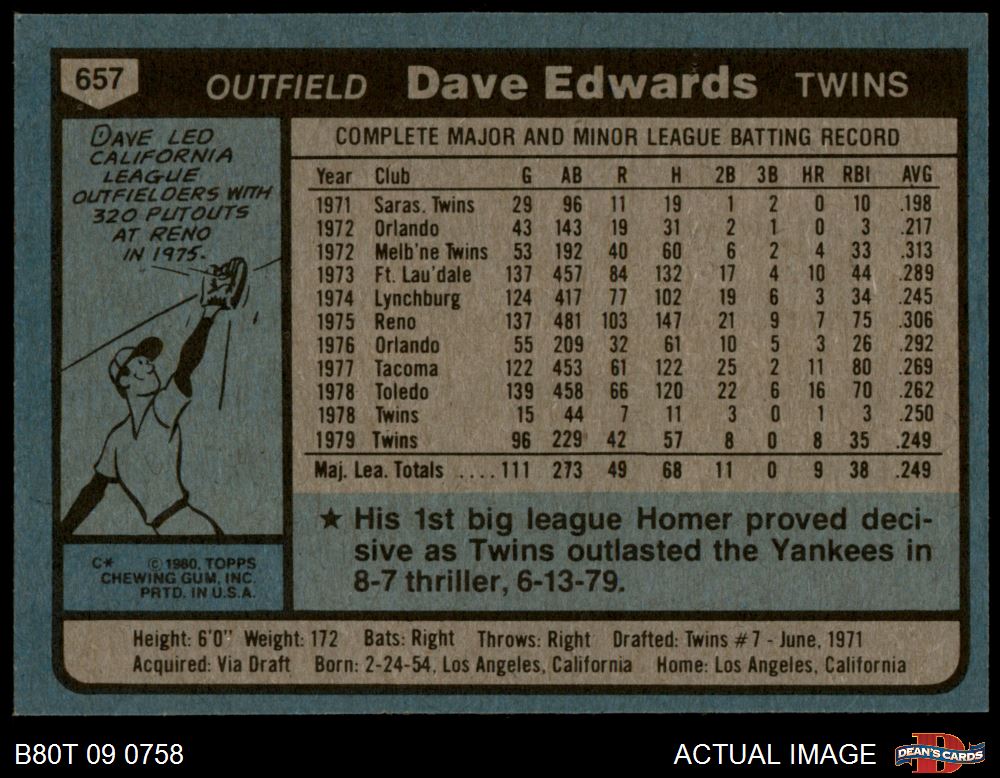 657 OUTFIELD Dave Edwards TWINS
DAVE LED
CALIFORNIA
LEAGUE
OUTFIELDERS WITH
320 PUTOUTS
AT RENO
IN 1975.
COMPLETE MAJOR AND MINOR LEAGUE BATTING RECORD
Year Club G AB R H 2B 3B HR RBI AVG
1971 Saras. Twins 29 96 11 19 1 2 0 10 .198
1972 Orlando 43 143 19 31 2 1 0 3 .217
1972 Melb'ne Twins 53 192 40 60 6 2 4 33 .313
1973 Ft. Lau'dale 137 457 84 132 17 4 10 44 .289
1974 Lynchburg 124 417 77 102 19 6 3 34 .245
1975 Reno 137 481 103 147 21 9 7 75 .306
1976 Orlando 55 209 32 61 10 5 3 26 .292
1977 Tacoma 122 453 61 122 25 2 11 80 .269
1978 Toledo 139 458 66 120 22 6 16 70 .262
1978 Twins 15 44 7 11 3 0 1 3 .250
1979 Twins 96 229 42 57 8 0 8 35 .249
Maj. Lea. Totals ....111 273 49 68 11 0 9 38 .249
★ His 1st big league Homer proved deci-
sive as Twins outlasted the Yankees in
8-7 thriller, 6-13-79.
C* © 1980, TOPPS
CHEWING GUM, INC.
PRTD. IN U.S.A.
Height: 6'0" Weight: 172 Bats: Right Throws: Right Drafted: Twins #7 - June, 1971
Acquired: Via Draft Born: 2-24-54, Los Angeles, California Home: Los Angeles, California
B80T 09 0758 ACTUAL IMAGE DEAN'S CARDS